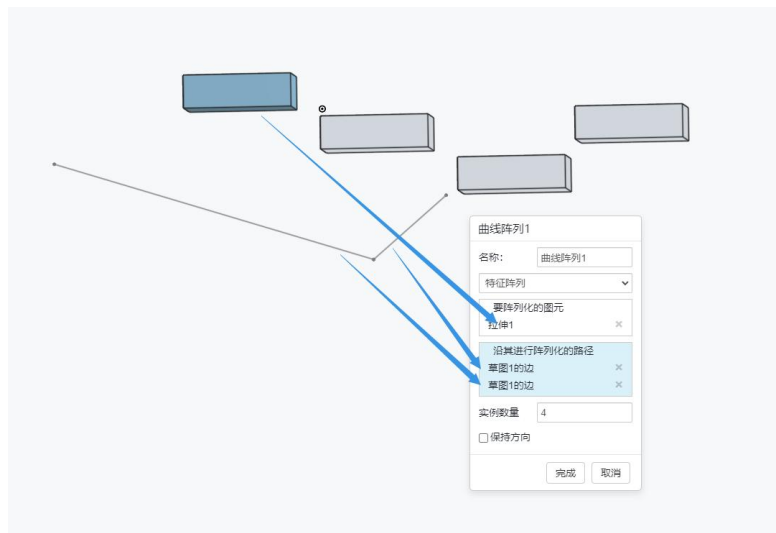 曲线阵列1
名称： 曲线阵列1
特征阵列
要阵列化的图元
拉伸1
沿其进行阵列化的路径
草图1的边
草图1的边
实例数量 4
保持方向
完成 取消